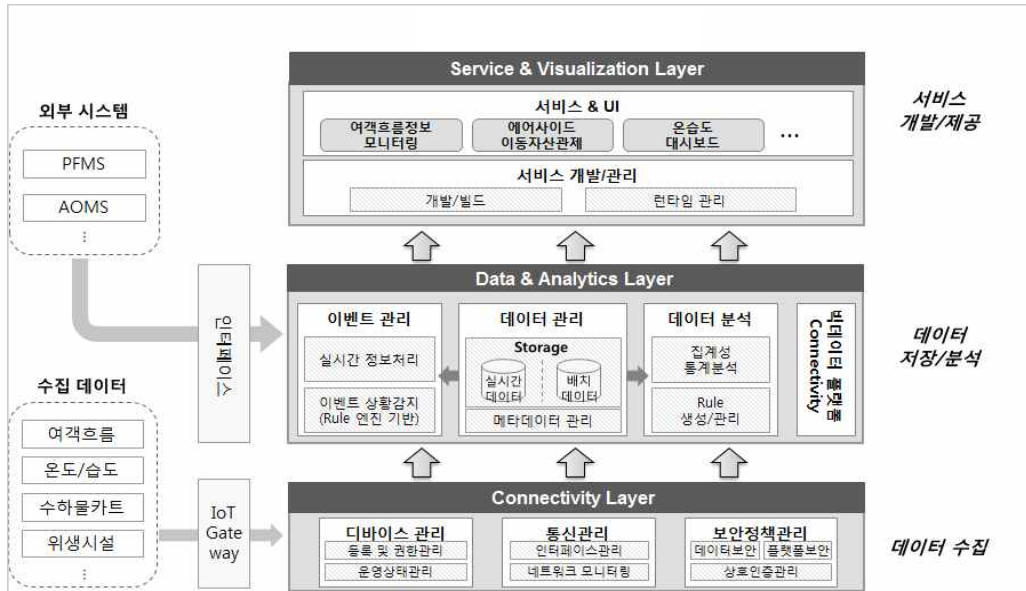 Service & Visualization Layer
서비스 & UI
여객흐름정보
모니터링
에어사이드
이동자산관제
온습도
대시보드
...
서비스 개발/관리
개발/빌드
런타임 관리
서비스
개발/제공
외부 시스템
PFMS
AOMS
⋮
인터페이스
Data & Analytics Layer
이벤트 관리
실시간 정보처리
이벤트 상황감지
(Rule 엔진 기반)
데이터 관리
Storage
실시간
데이터
배치
데이터
메타데이터 관리
데이터 분석
집계성
통계분석
Rule
생성/관리
빅데이터 플랫폼
Connectivity
데이터
저장/분석
수집 데이터
여객흐름
온도/습도
수하물카트
위생시설
⋮
IoT
Gate
way
Connectivity Layer
디바이스 관리
등록 및 권한관리
운영상태관리
통신관리
인터페이스관리
네트워크 모니터링
보안정책관리
데이터보안
플랫폼보안
상호인증관리
데이터 수집